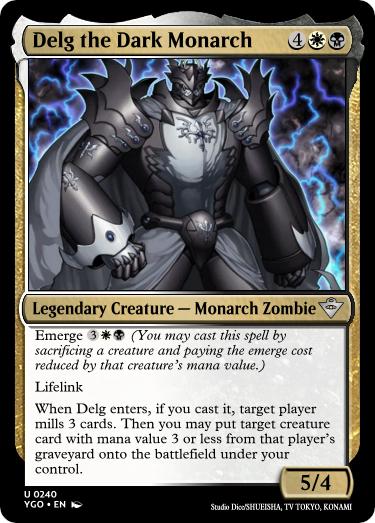 Delg the Dark Monarch 4
Legendary Creature — Monarch Zombie
Emerge 3 (You may cast this spell by
sacrificing a creature and paying the emerge cost
reduced by that creature's mana value.)
Lifelink
When Delg enters, if you cast it, target player
mills 3 cards. Then you may put target creature
card with mana value 3 or less from that player's
graveyard onto the battlefield under your
control.
5/4
U 0240
YGO • EN
Studio Dice/SHUEISHA, TV TOKYO, KONAMI